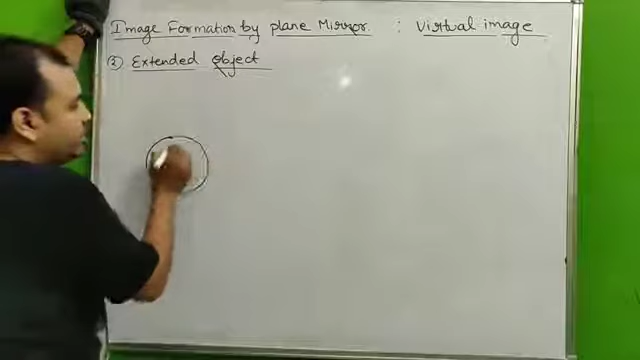 Image Formation by plane Mirror : Virtual image
② Extended object